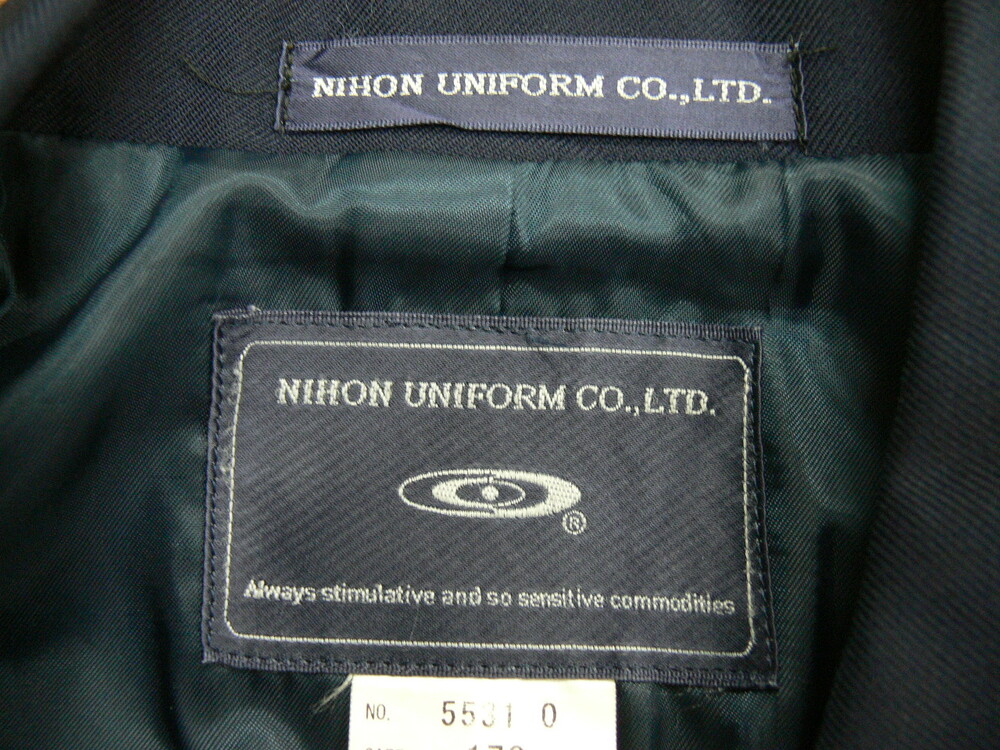 NIHON UNIFORM CO.,LTD.
NIHON UNIFORM CO.,LTD.
®
Always stimulative and so sensitive commodities
NO. 5531 0